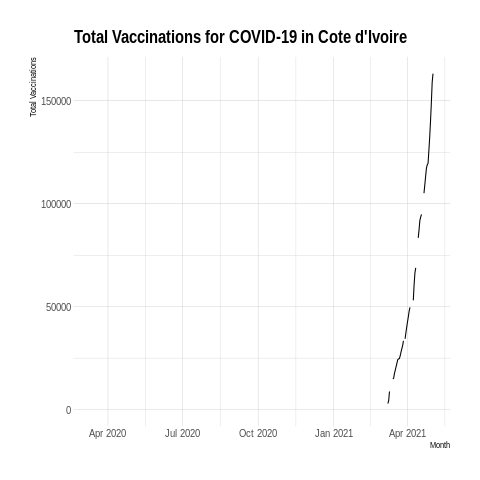 Total Vaccinations for COVID-19 in Cote d'Ivoire
Total Vaccinations
150000
100000
50000
0
Apr 2020 Jul 2020 Oct 2020 Jan 2021 Apr 2021
Month